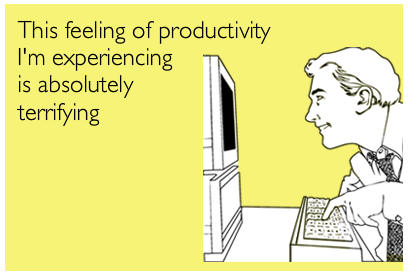 This feeling of productivity
I'm experiencing
is absolutely
terrifying